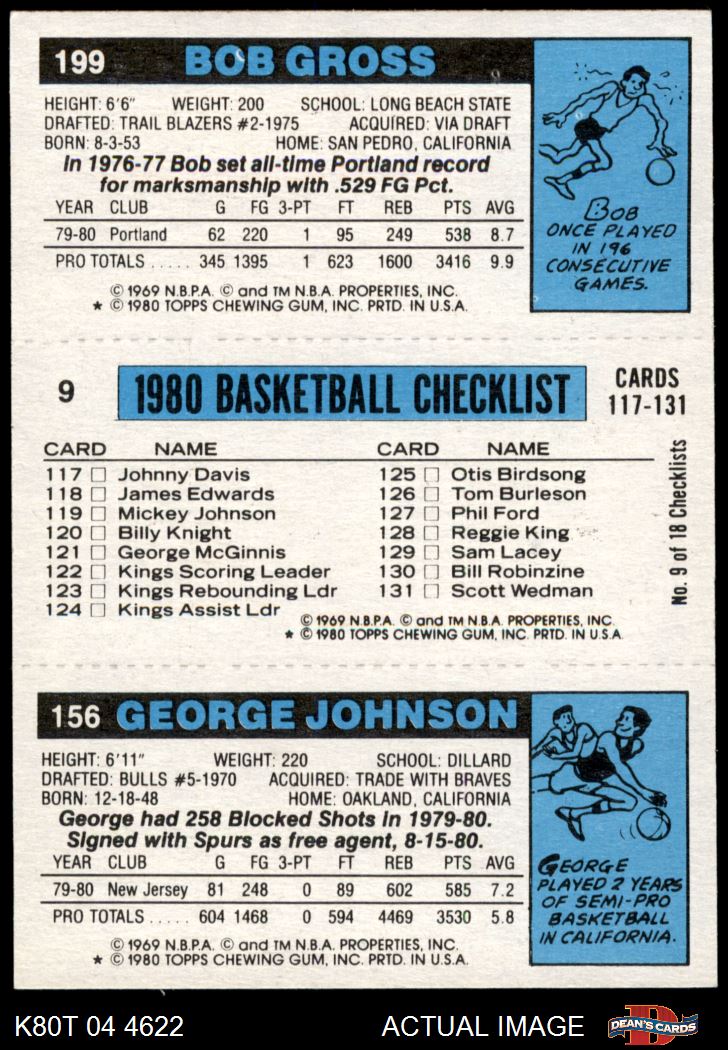 199 BOB GROSS
HEIGHT: 6'6" WEIGHT: 200 SCHOOL: LONG BEACH STATE
DRAFTED: TRAIL BLAZERS #2-1975 ACQUIRED: VIA DRAFT
BORN: 8-3-53 HOME: SAN PEDRO, CALIFORNIA
In 1976-77 Bob set all-time Portland record
for marksmanship with .529 FG Pct.
YEAR CLUB G FG 3-PT FT REB PTS AVG
79-80 Portland 62 220 1 95 249 538 8.7
PRO TOTALS ..... 345 1395 1 623 1600 3416 9.9
© 1969 N.B.P.A. © and TM N.B.A. PROPERTIES, INC.
* © 1980 TOPPS CHEWING GUM, INC. PRTD. IN U.S.A.
BOB
ONCE PLAYED
IN 196
CONSECUTIVE
GAMES.
9 1980 BASKETBALL CHECKLIST CARDS
117-131
CARD NAME CARD NAME
117 □ Johnny Davis
118 □ James Edwards
119 □ Mickey Johnson
120 □ Billy Knight
121 □ George McGinnis
122 □ Kings Scoring Leader
123 □ Kings Rebounding Ldr
124 □ Kings Assist Ldr
125 □ Otis Birdsong
126 □ Tom Burleson
127 □ Phil Ford
128 □ Reggie King
129 □ Sam Lacey
130 □ Bill Robinzine
131 □ Scott Wedman
No. 9 of 18 Checklists
© 1969 N.B.P.A. © and TM N.B.A. PROPERTIES, INC.
* © 1980 TOPPS CHEWING GUM, INC. PRTD. IN U.S.A.
156 GEORGE JOHNSON
HEIGHT: 6'11" WEIGHT: 220 SCHOOL: DILLARD
DRAFTED: BULLS #5-1970 ACQUIRED: TRADE WITH BRAVES
BORN: 12-18-48 HOME: OAKLAND, CALIFORNIA
George had 258 Blocked Shots in 1979-80.
Signed with Spurs as free agent, 8-15-80.
YEAR CLUB G FG 3-PT FT REB PTS AVG
79-80 New Jersey 81 248 0 89 602 585 7.2
PRO TOTALS ..... 604 1468 0 594 4469 3530 5.8
© 1969 N.B.P.A. © and TM N.B.A. PROPERTIES, INC.
* © 1980 TOPPS CHEWING GUM, INC. PRTD. IN U.S.A.
GEORGE
PLAYED 2 YEARS
OF SEMI-PRO
BASKETBALL
IN CALIFORNIA.
K80T 04 4622 ACTUAL IMAGE D DEAN'S CARDS